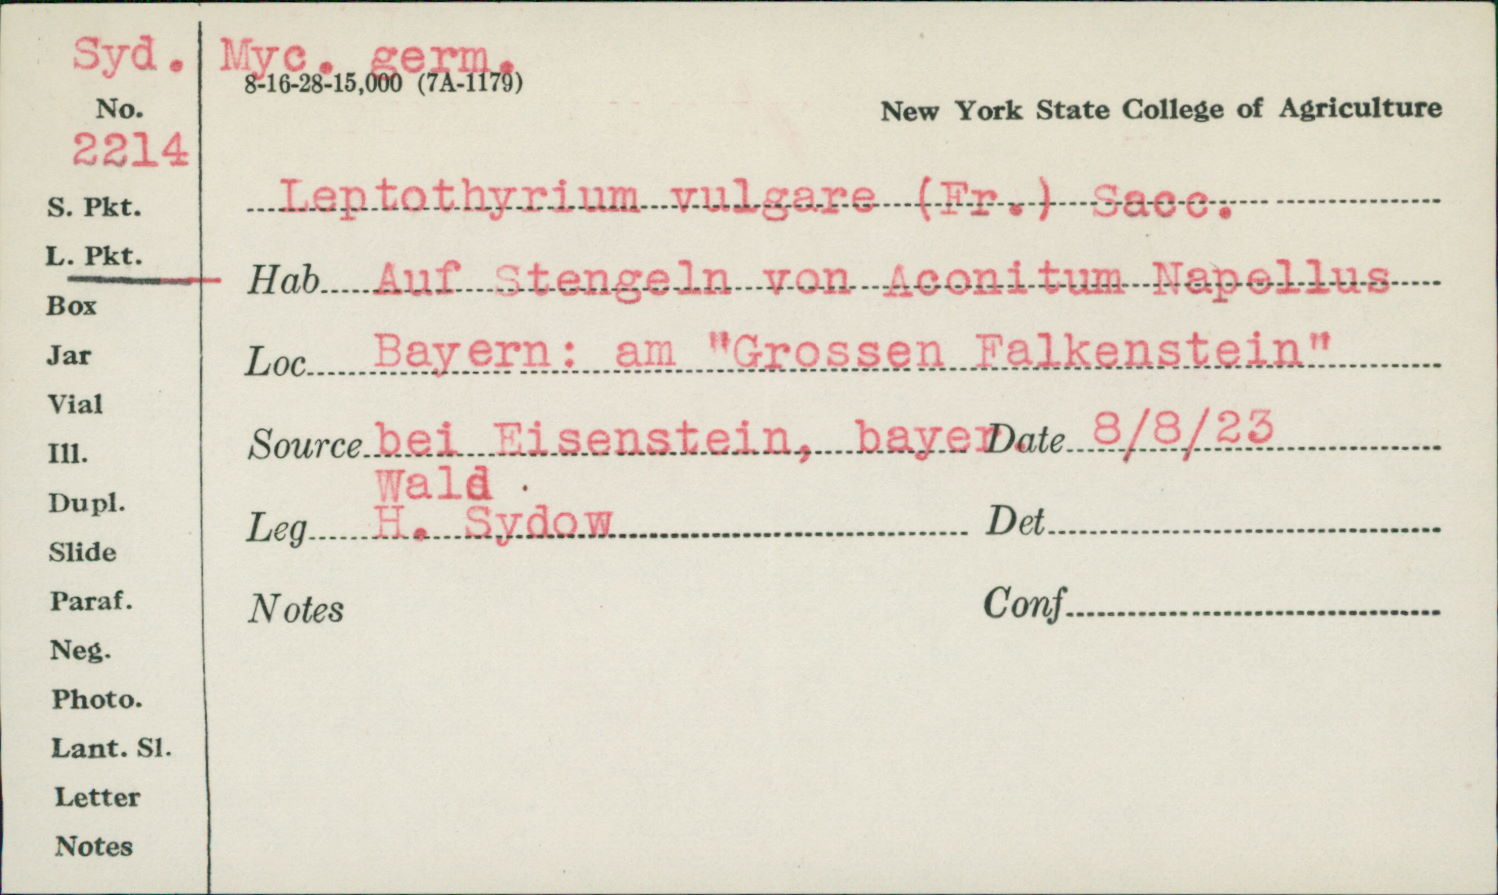 Syd. Myc. germ.
8-16-28-15,000 (7A-1179)
No.
New York State College of Agriculture
2214
Leptothyrium vulgare (Fr.) Sacc.
S. Pkt.
L. Pkt.
Hab. Auf Stengeln von Aconitum Napellus
Box
Jar
Loc. Bayern: am "Grossen Falkenstein"
Vial
Source bei Eisenstein, bayer. Date 8/8/23
Ill.
Wald
Dupl.
Leg. H. Sydow Det.
Slide
Paraf.
Notes Conf.
Neg.
Photo.
Lant. Sl.
Letter
Notes